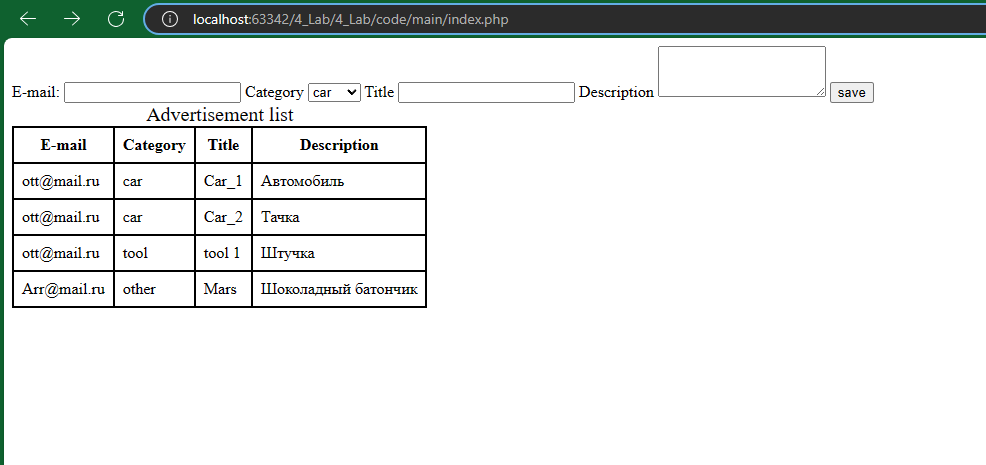 localhost:63342/4_Lab/4_Lab/code/main/index.php
E-mail: Category car Title Description save
Advertisement list
E-mail Category Title Description
ott@mail.ru car Car_1 Автомобиль
ott@mail.ru car Car_2 Тачка
ott@mail.ru tool tool 1 Штучка
Arr@mail.ru other Mars Шоколадный батончик